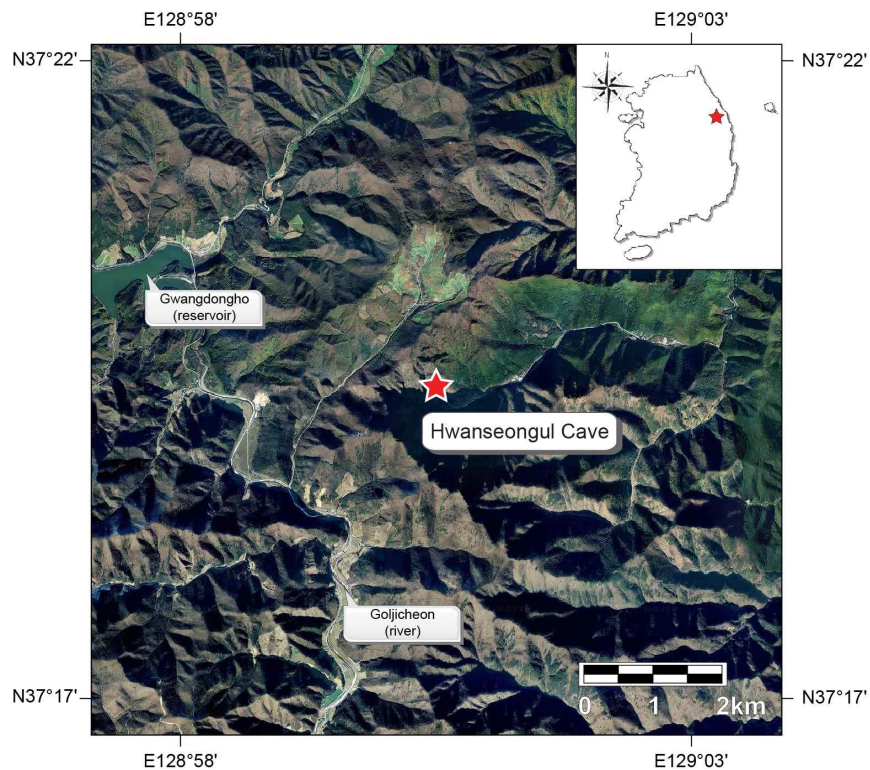 E128°58'
E129°03'
N37°22'
N37°22'
N
Gwangdongho
(reservoir)
Hwanseongul Cave
Goljicheon
(river)
N37°17'
N37°17'
0 1 2km
E128°58'
E129°03'